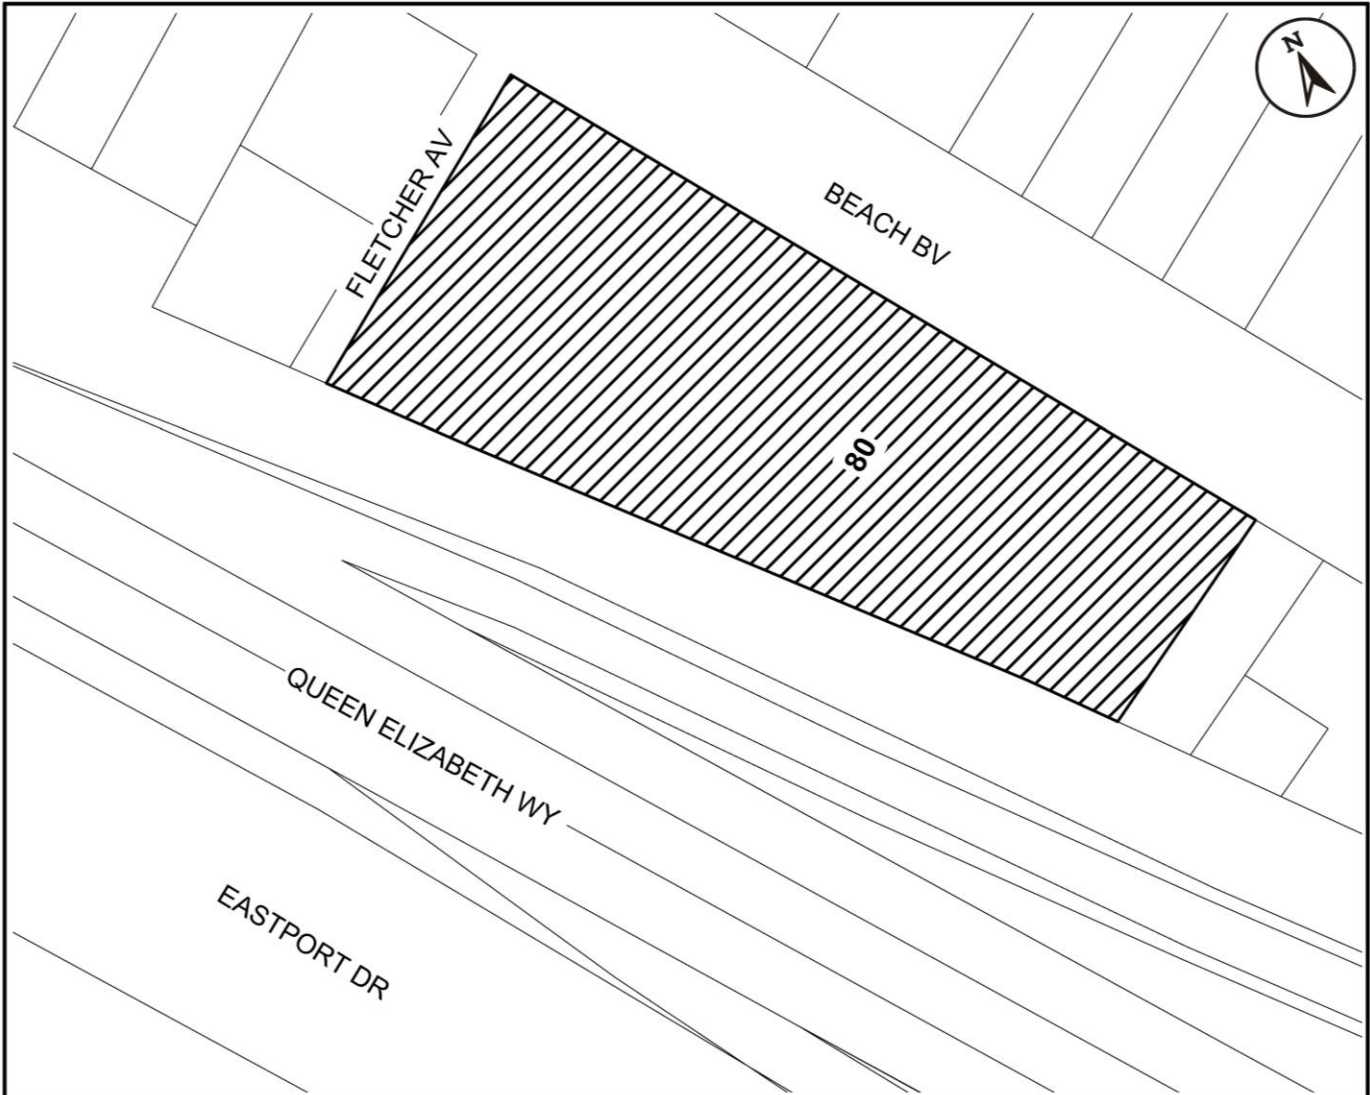 N
BEACH BV
FLETCHER AV
80
QUEEN ELIZABETH WY
EASTPORT DR